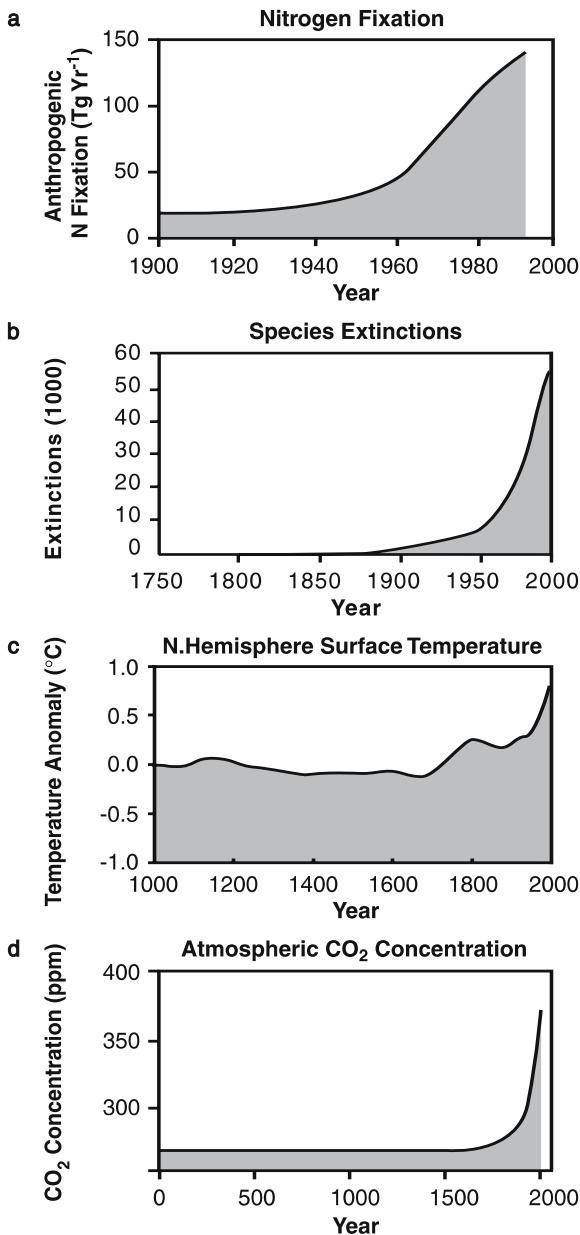 a
Nitrogen Fixation
Anthropogenic
N Fixation (Tg Yr-1)
150
100
50
0
1900 1920 1940 1960 1980 2000
Year
b
Species Extinctions
Extinctions (1000)
60
50
40
30
20
10
0
1750 1800 1850 1900 1950 2000
Year
c
N.Hemisphere Surface Temperature
Temperature Anomaly (°C)
1.0
0.5
0.0
-0.5
-1.0
1000 1200 1400 1600 1800 2000
Year
d
Atmospheric CO2 Concentration
CO2 Concentration (ppm)
400
350
300
0 500 1000 1500 2000
Year